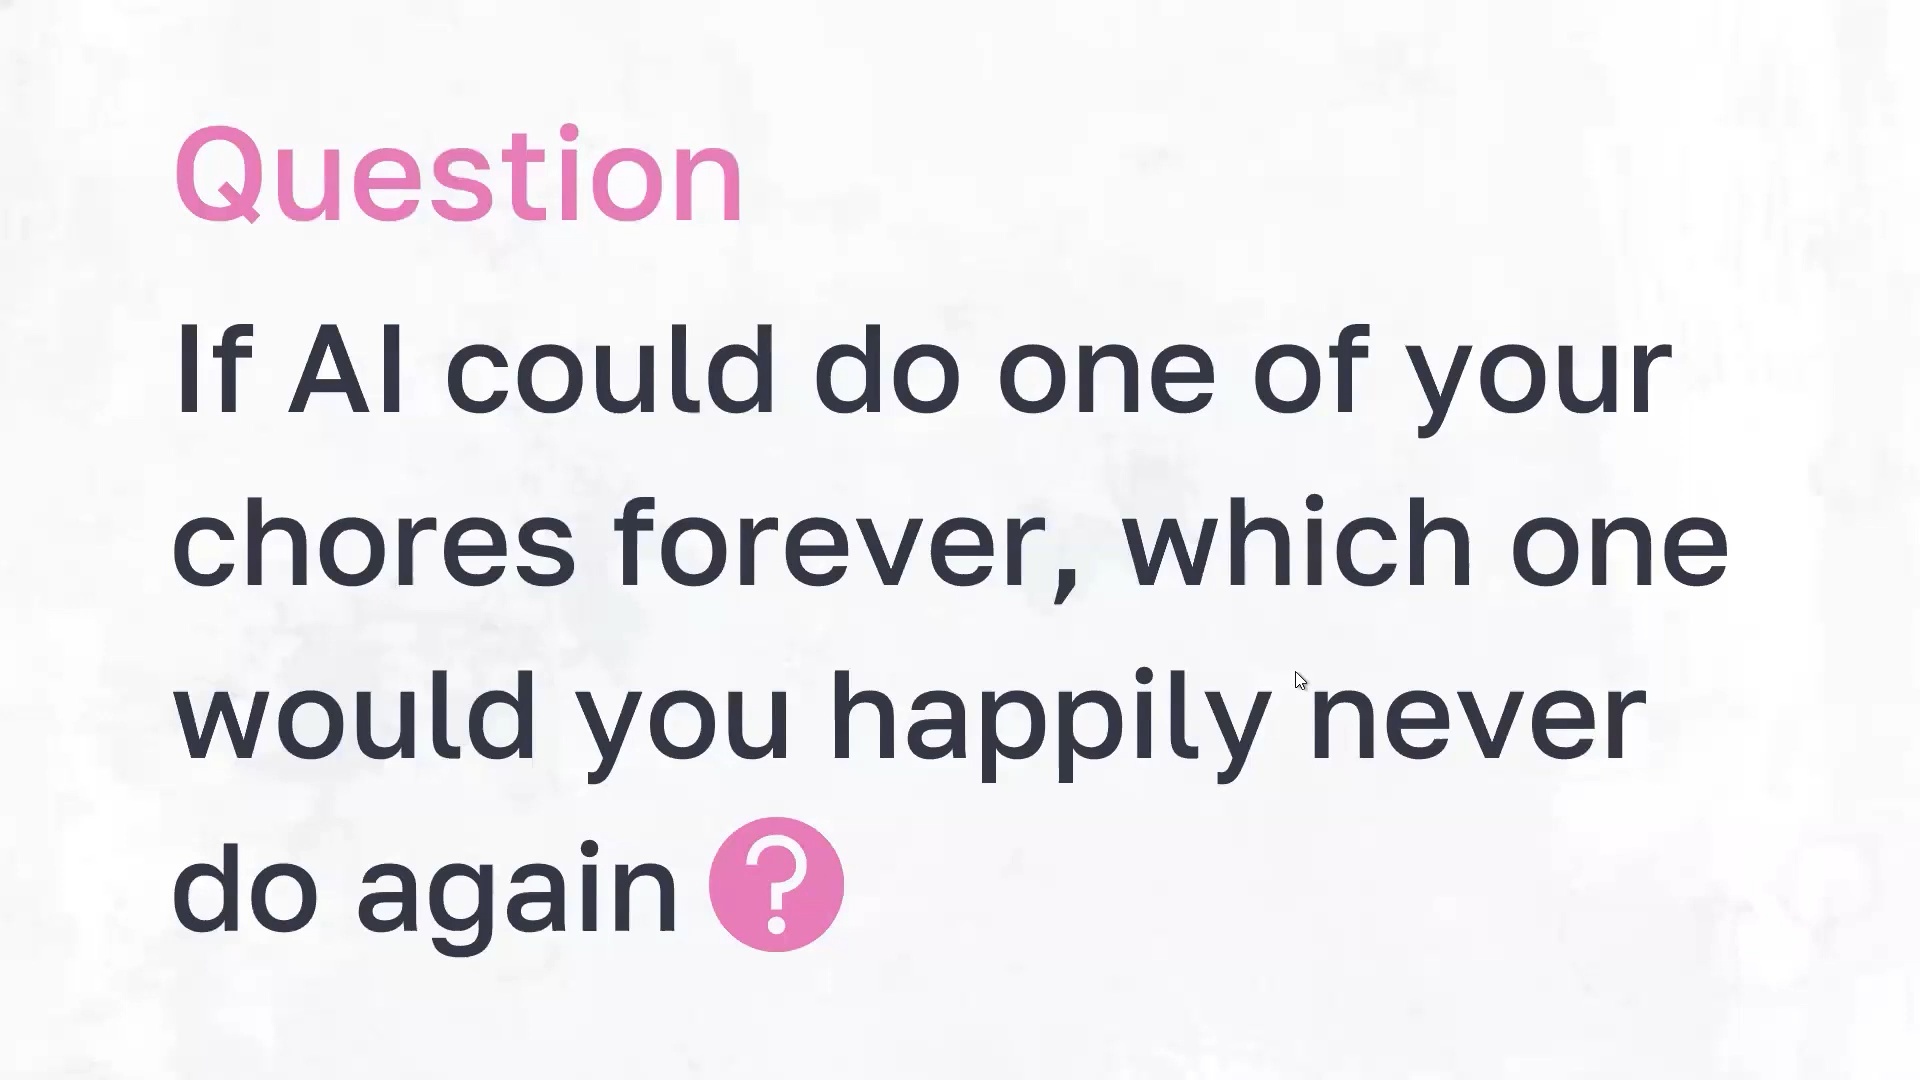 Question
If AI could do one of your
chores forever, which one
would you happily never
do again ?